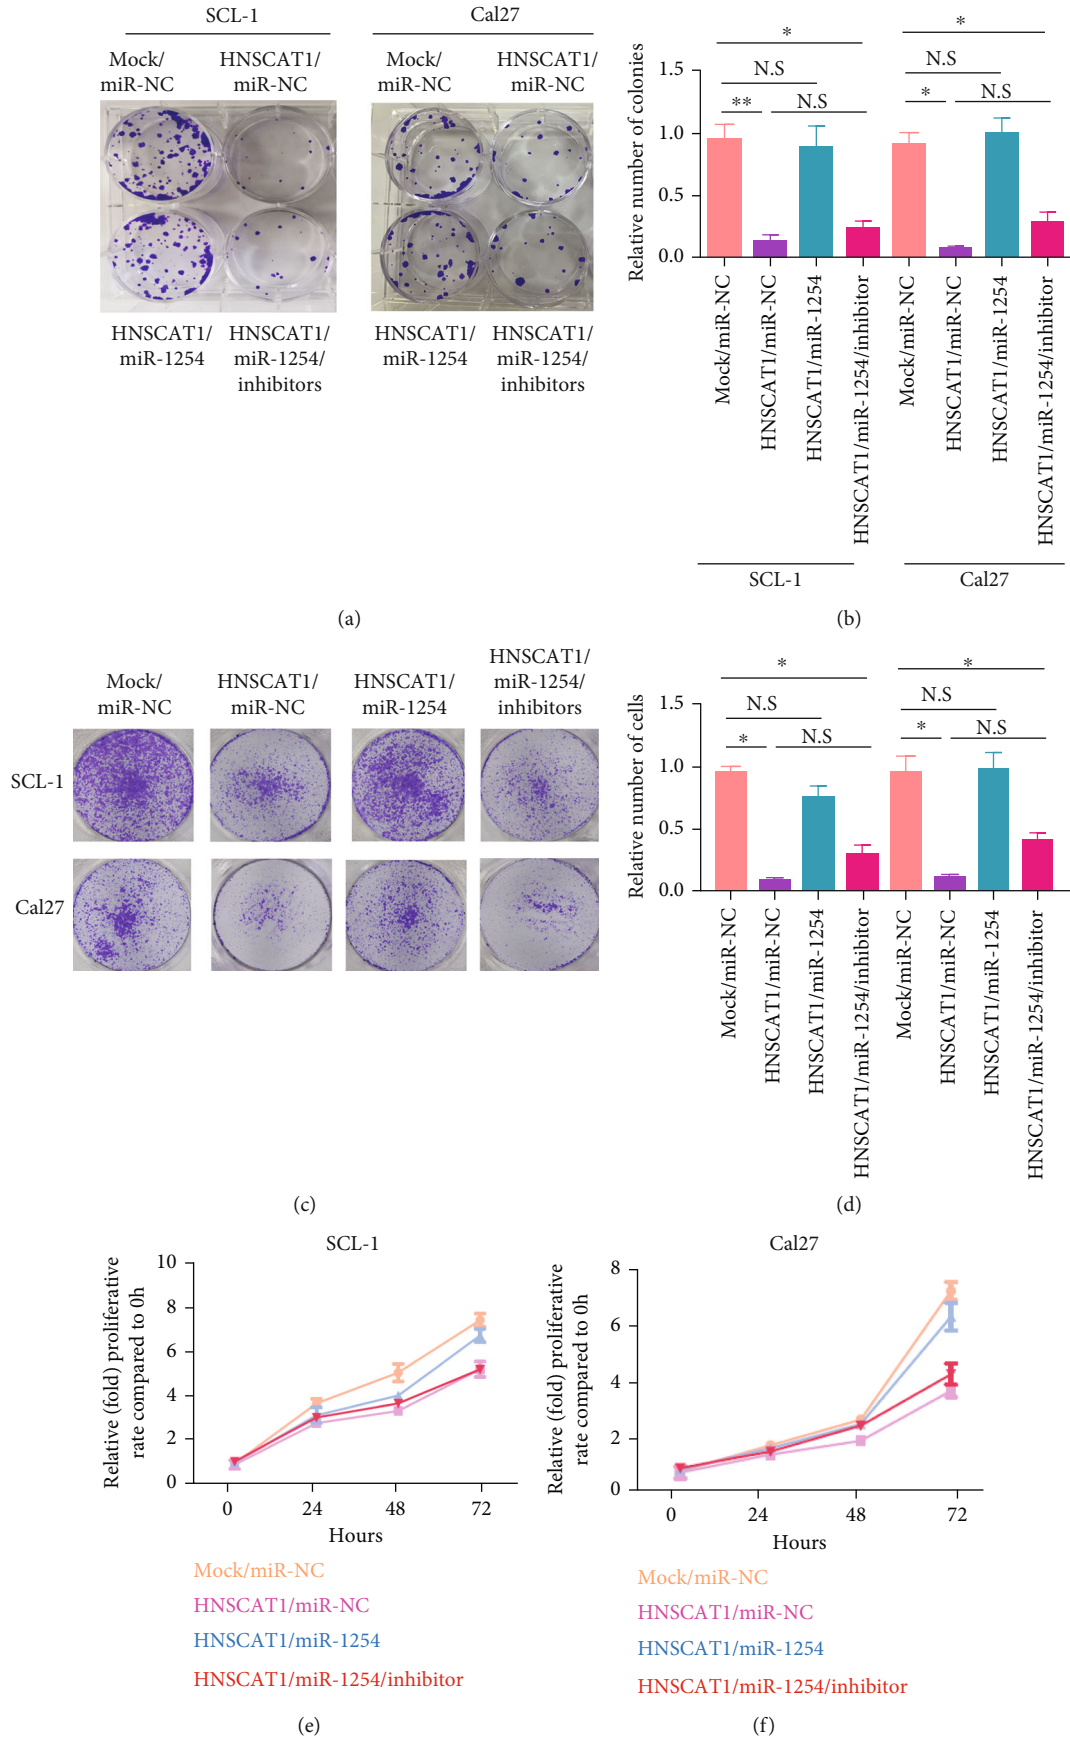 SCL-1
Cal27
Mock/
miR-NC
HNSCAT1/
miR-NC
Mock/
miR-NC
HNSCAT1/
miR-NC
HNSCAT1/
miR-1254
HNSCAT1/
miR-1254/
inhibitors
HNSCAT1/
miR-1254
HNSCAT1/
miR-1254/
inhibitors
(a)
Relative number of colonies
1.5
1.0
0.5
0.0
*
N.S
**
N.S
*
N.S
*
N.S
Mock/miR-NC
HNSCAT1/miR-NC
HNSCAT1/miR-1254
HNSCAT1/miR-1254/inhibitor
Mock/miR-NC
HNSCAT1/miR-NC
HNSCAT1/miR-1254
HNSCAT1/miR-1254/inhibitor
SCL-1
Cal27
(b)
Mock/
miR-NC
HNSCAT1/
miR-NC
HNSCAT1/
miR-1254
HNSCAT1/
miR-1254/
inhibitors
SCL-1
Cal27
(c)
Relative number of cells
1.5
1.0
0.5
0.0
*
N.S
*
N.S
*
N.S
*
N.S
Mock/miR-NC
HNSCAT1/miR-NC
HNSCAT1/miR-1254
HNSCAT1/miR-1254/inhibitor
Mock/miR-NC
HNSCAT1/miR-NC
HNSCAT1/miR-1254
HNSCAT1/miR-1254/inhibitor
(d)
SCL-1
Relative (fold) proliferative
rate compared to 0h
10
8
6
4
2
0
0
24
48
72
Hours
Mock/miR-NC
HNSCAT1/miR-NC
HNSCAT1/miR-1254
HNSCAT1/miR-1254/inhibitor
(e)
Cal27
Relative (fold) proliferative
rate compared to 0h
8
6
4
2
0
0
24
48
72
Hours
Mock/miR-NC
HNSCAT1/miR-NC
HNSCAT1/miR-1254
HNSCAT1/miR-1254/inhibitor
(f)